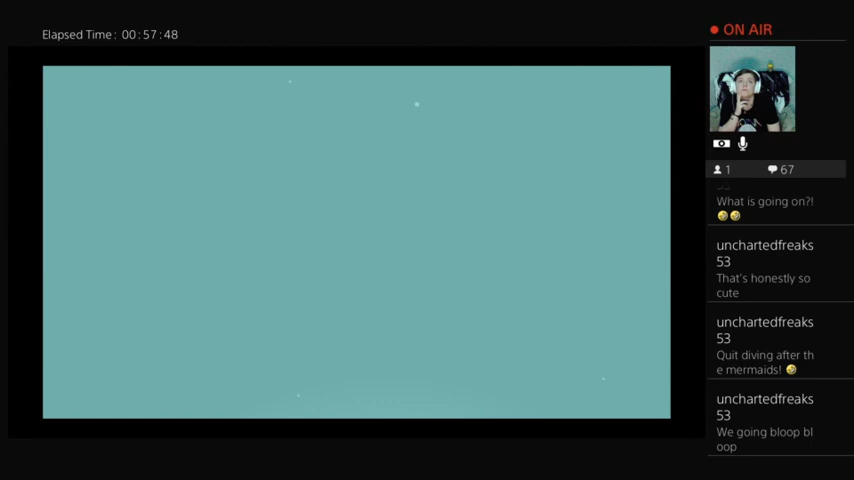 Elapsed Time: 00:57:48
ON AIR
1 67
What is going on?!
🤣🤣
unchartedfreaks
53
That's honestly so
cute
unchartedfreaks
53
Quit diving after th
e mermaids! 🤣
unchartedfreaks
53
We going bloop bl
oop